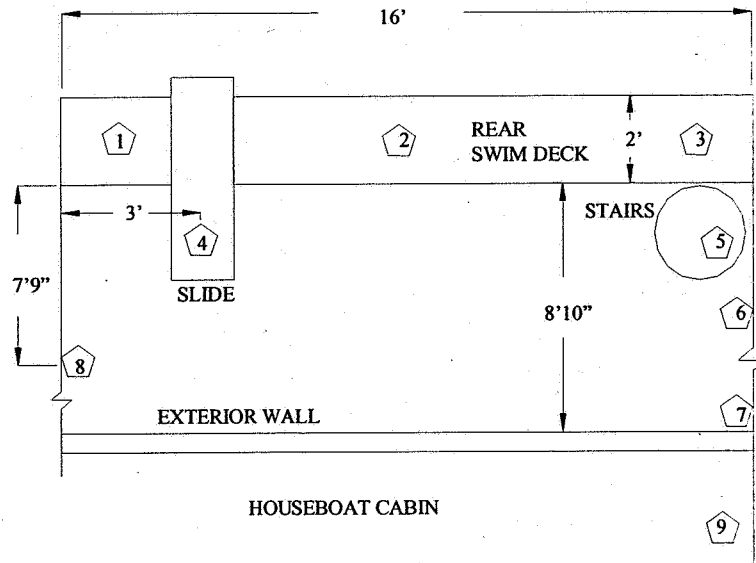 16'
1
2
REAR
SWIM DECK
2'
3
3'
4
STAIRS
5
7'9"
SLIDE
8'10"
6
8
7
EXTERIOR WALL
HOUSEBOAT CABIN
9